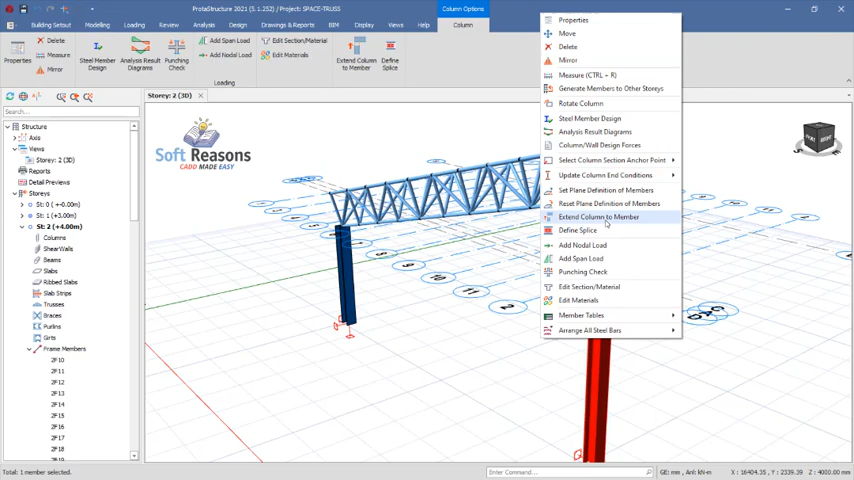 ProtaStructure 2021 (5.1.252) / Project: SPACE-TRUSS
Column Options
Building Setout
Modelling
Loading
Review
Analysis
Design
Drawings & Reports
BIM
Display
Views
Help
Column
Properties
Delete
Measure
Mirror
Steel Member
Design
Analysis Result
Diagrams
Punching
Check
Add Span Load
Add Nodal Load
Loading
Edit Section/Material
Edit Materials
Extend Column
to Member
Define
Splice
Storey: 2 (3D)
Search...
Structure
Axis
Views
Storey: 2 (3D)
Reports
Detail Previews
Storeys
St: 0 (+-0.00m)
St: 1 (+3.00m)
St: 2 (+4.00m)
Columns
ShearWalls
Beams
Slabs
Ribbed Slabs
Slab Strips
Trusses
Braces
Purlins
Girts
Frame Members
2F10
2F11
2F12
2F13
2F14
2F15
2F16
2F17
2F18
Soft Reasons
CADD MADE EASY
Properties
Move
Delete
Mirror
Measure (CTRL + R)
Generate Members to Other Storeys
Rotate Column
Steel Member Design
Analysis Result Diagrams
Column/Wall Design Forces
Select Column Section Anchor Point
Update Column End Conditions
Set Plane Definition of Members
Reset Plane Definition of Members
Extend Column to Member
Define Splice
Add Nodal Load
Add Span Load
Punching Check
Edit Section/Material
Edit Materials
Member Tables
Arrange All Steel Bars
BACK
RIGHT
S
E
7
8
9
10
11
2
Total: 1 member selected.
Enter Command...
GE: mm, Anl: kN-m
X: 16404.35
Y: 2339.39
Z: 4000.00 mm